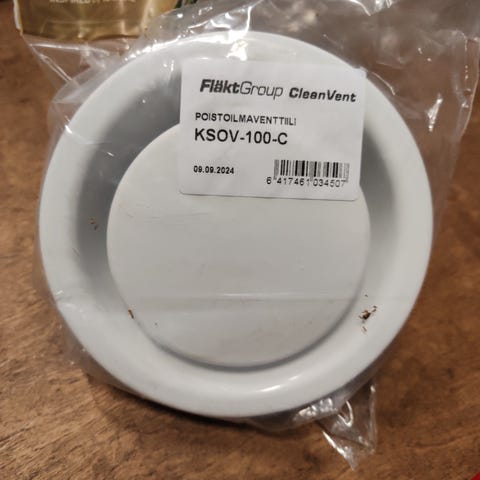 FläktGroup CleanVent
POISTOILMAVENTTIILI
KSOV-100-C
09.09.2024
6 417461 034507